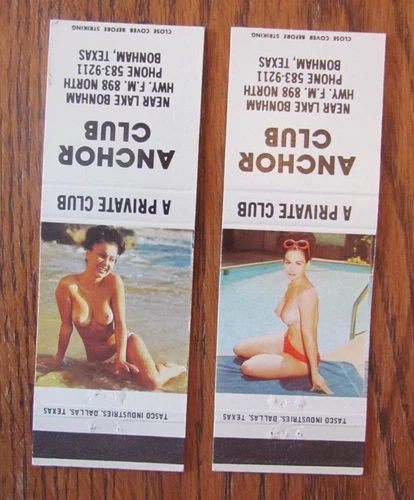 CLOSE COVER BEFORE STRIKING
A PRIVATE CLUB
ANCHOR
CLUB
NEAR LAKE BONHAM
HWY. F.M. 898 NORTH
PHONE 583-9211
BONHAM, TEXAS
TASCO INDUSTRIES, DALLAS, TEXAS
CLOSE COVER BEFORE STRIKING
A PRIVATE CLUB
ANCHOR
CLUB
NEAR LAKE BONHAM
HWY. F.M. 898 NORTH
PHONE 583-9211
BONHAM, TEXAS
TASCO INDUSTRIES, DALLAS, TEXAS